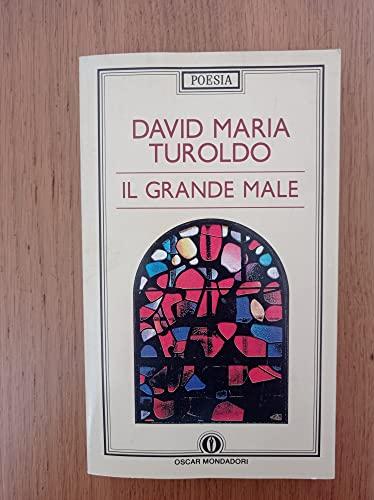 POESIA
DAVID MARIA
TUROLDO
IL GRANDE MALE
OSCAR MONDADORI